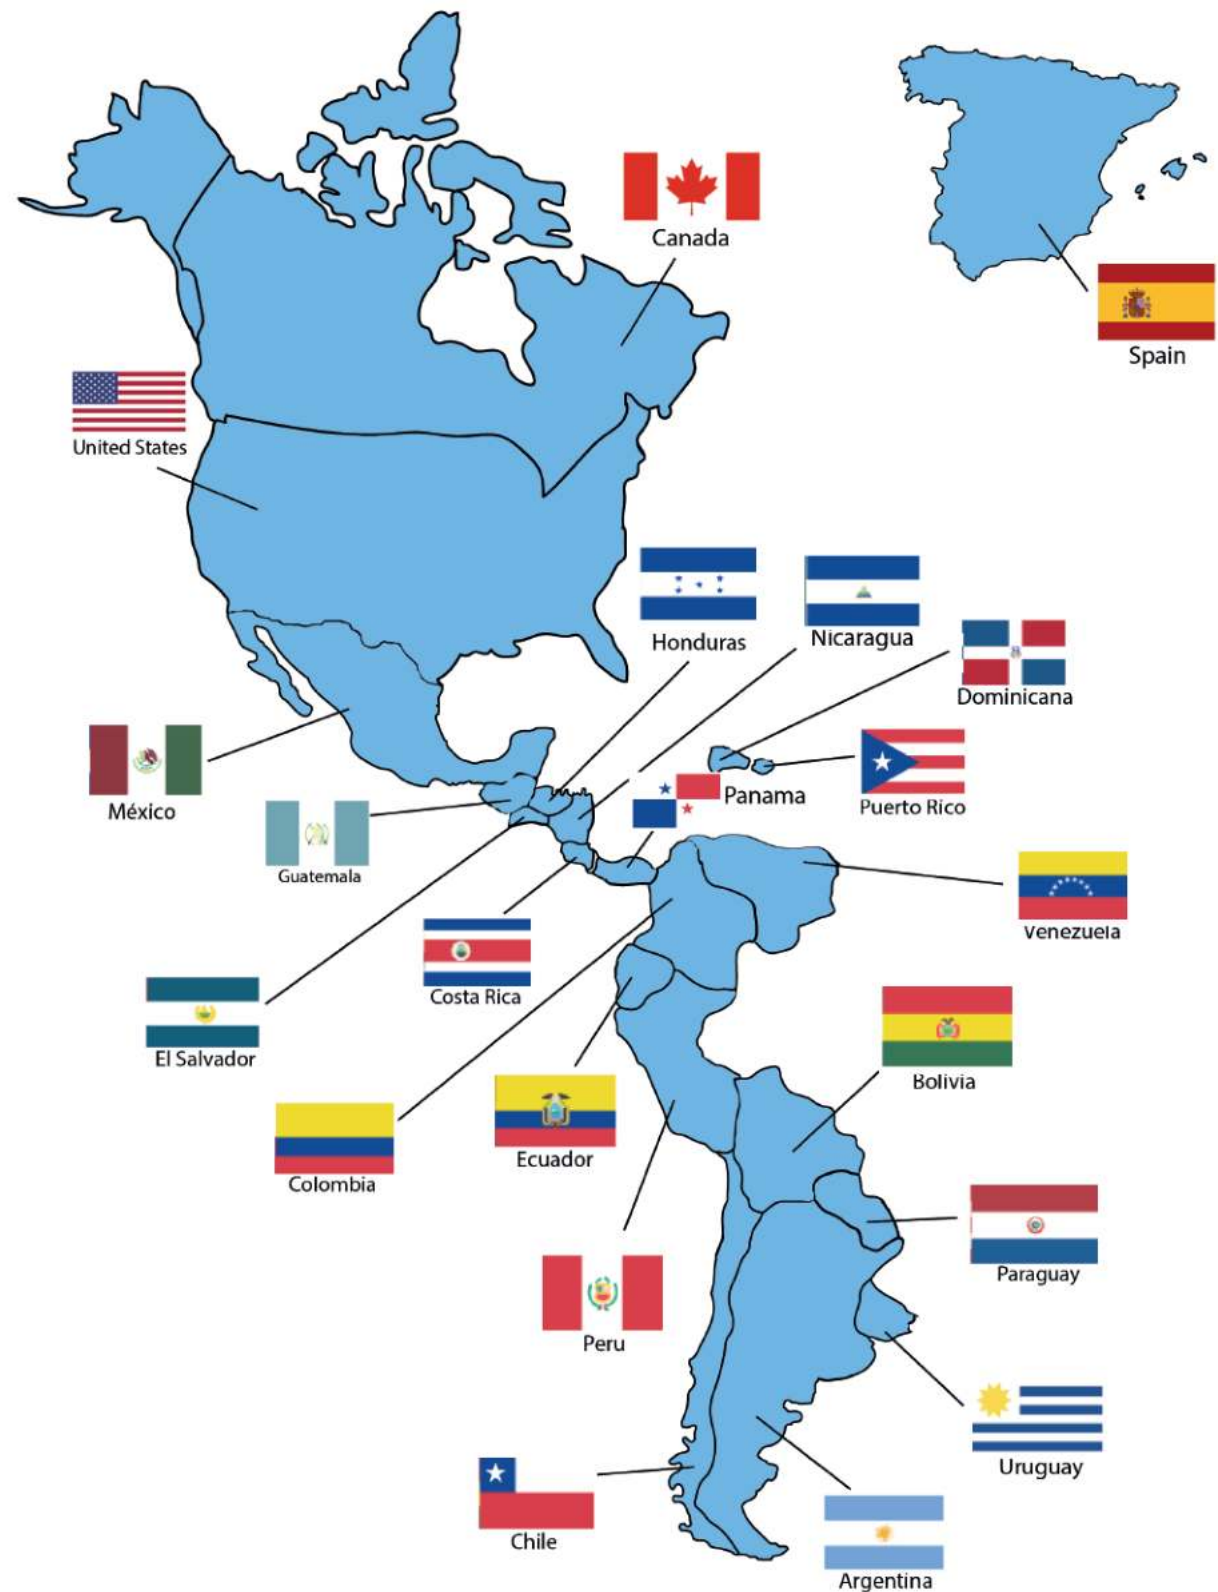 Canada
Spain
United States
Honduras
Nicaragua
Dominicana
México
Panama
Puerto Rico
Guatemala
Venezuela
Costa Rica
El Salvador
Bolivia
Ecuador
Colombia
Paraguay
Peru
Uruguay
Chile
Argentina